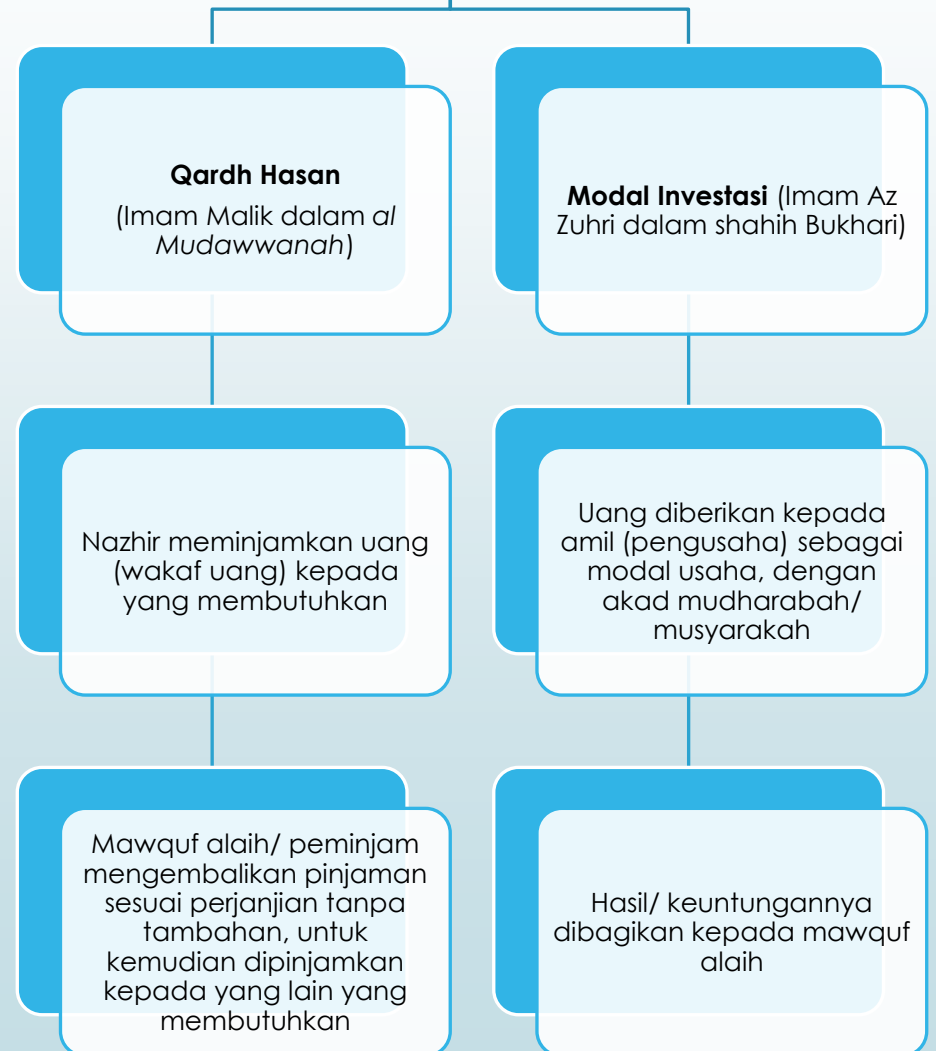 Qardh Hasan
(Imam Malik dalam al
Mudawwanah)
Nazhir meminjamkan uang
(wakaf uang) kepada
yang membutuhkan
Mawquf alaih/ peminjam
mengembalikan pinjaman
sesuai perjanjian tanpa
tambahan, untuk
kemudian dipinjamkan
kepada yang lain yang
membutuhkan
Modal Investasi (Imam Az
Zuhri dalam shahih Bukhari)
Uang diberikan kepada
amil (pengusaha) sebagai
modal usaha, dengan
akad mudharabah/
musyarakah
Hasil/ keuntungannya
dibagikan kepada mawquf
alaih